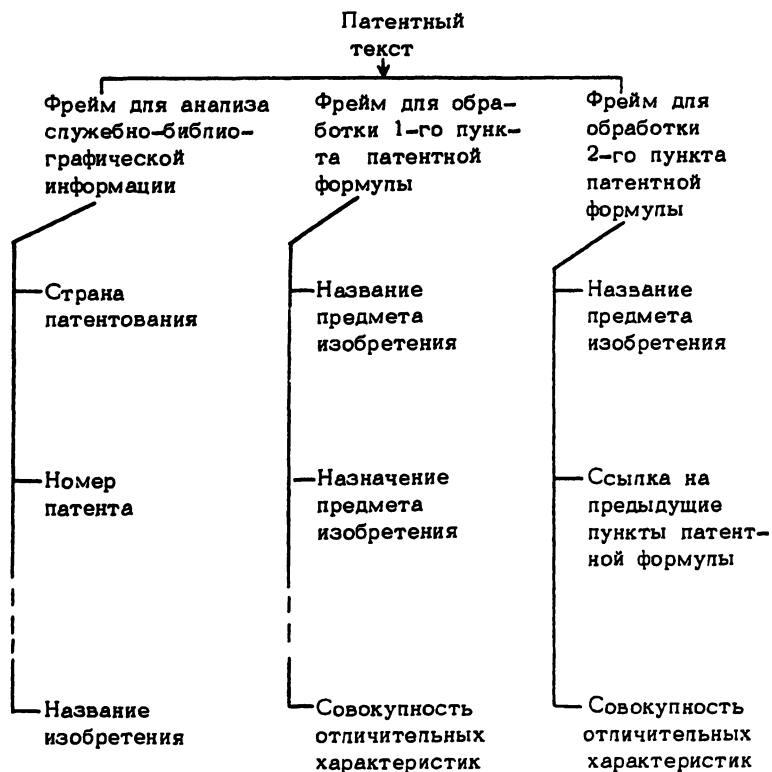 Патентный
текст
Фрейм для анализа
служебно-библио-
графической
информации
Фрейм для обра-
ботки 1-го пунк-
та патентной
формулы
Фрейм для
обработки
2-го пункта
патентной
формулы
Страна
патентования
Название
предмета
изобретения
Название
предмета
изобретения
Номер
патента
Назначение
предмета
изобретения
Ссылка на
предыдущие
пункты патент-
ной формулы
Название
изобретения
Совокупность
отличительных
характеристик
Совокупность
отличительных
характеристик